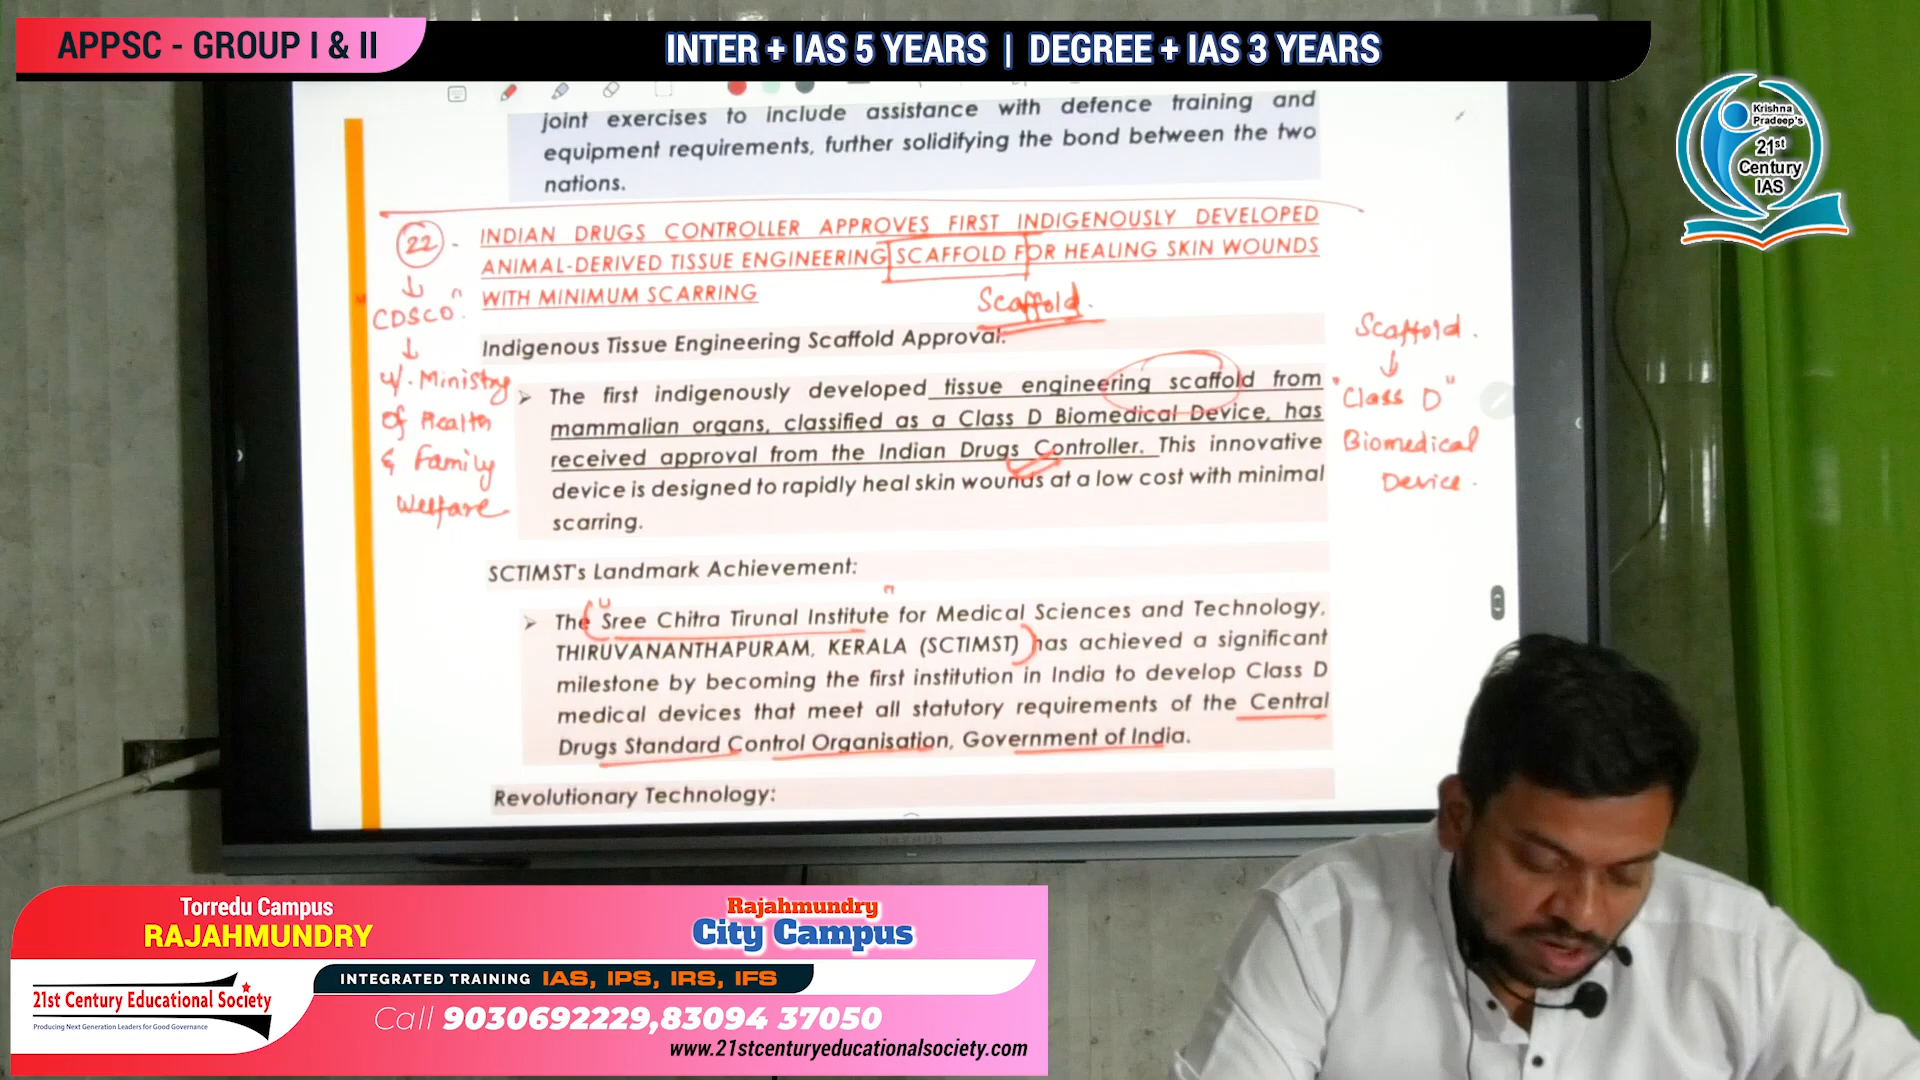 APPSC - GROUP I & II
INTER + IAS 5 YEARS | DEGREE + IAS 3 YEARS
Krishna
Pradeep's
21st
Century
IAS
joint exercises to include assistance with defence training and
equipment requirements, further solidifying the bond between the two
nations.
22 -
INDIAN DRUGS CONTROLLER APPROVES FIRST INDIGENOUSLY DEVELOPED
ANIMAL-DERIVED TISSUE ENGINEERING SCAFFOLD FOR HEALING SKIN WOUNDS
WITH MINIMUM SCARRING
Scaffold.
"CDSCO".
u/. Ministry
of Health
& Family
Welfare
Indigenous Tissue Engineering Scaffold Approval:
➢ The first indigenously developed tissue engineering scaffold from
mammalian organs, classified as a Class D Biomedical Device, has
received approval from the Indian Drugs Controller. This innovative
device is designed to rapidly heal skin wounds at a low cost with minimal
scarring.
Scaffold.
"Class D"
Biomedical
Device.
SCTIMST's Landmark Achievement:
➢ The Sree Chitra Tirunal Institute for Medical Sciences and Technology,
THIRUVANANTHAPURAM, KERALA (SCTIMST) has achieved a significant
milestone by becoming the first institution in India to develop Class D
medical devices that meet all statutory requirements of the Central
Drugs Standard Control Organisation, Government of India.
Revolutionary Technology:
Torredu Campus
RAJAHMUNDRY
Rajahmundry
City Campus
21st Century Educational Society
Producing Next Generation Leaders for Good Governance
INTEGRATED TRAINING IAS, IPS, IRS, IFS
Call 9030692229,83094 37050
www.21stcenturyeducationalsociety.com